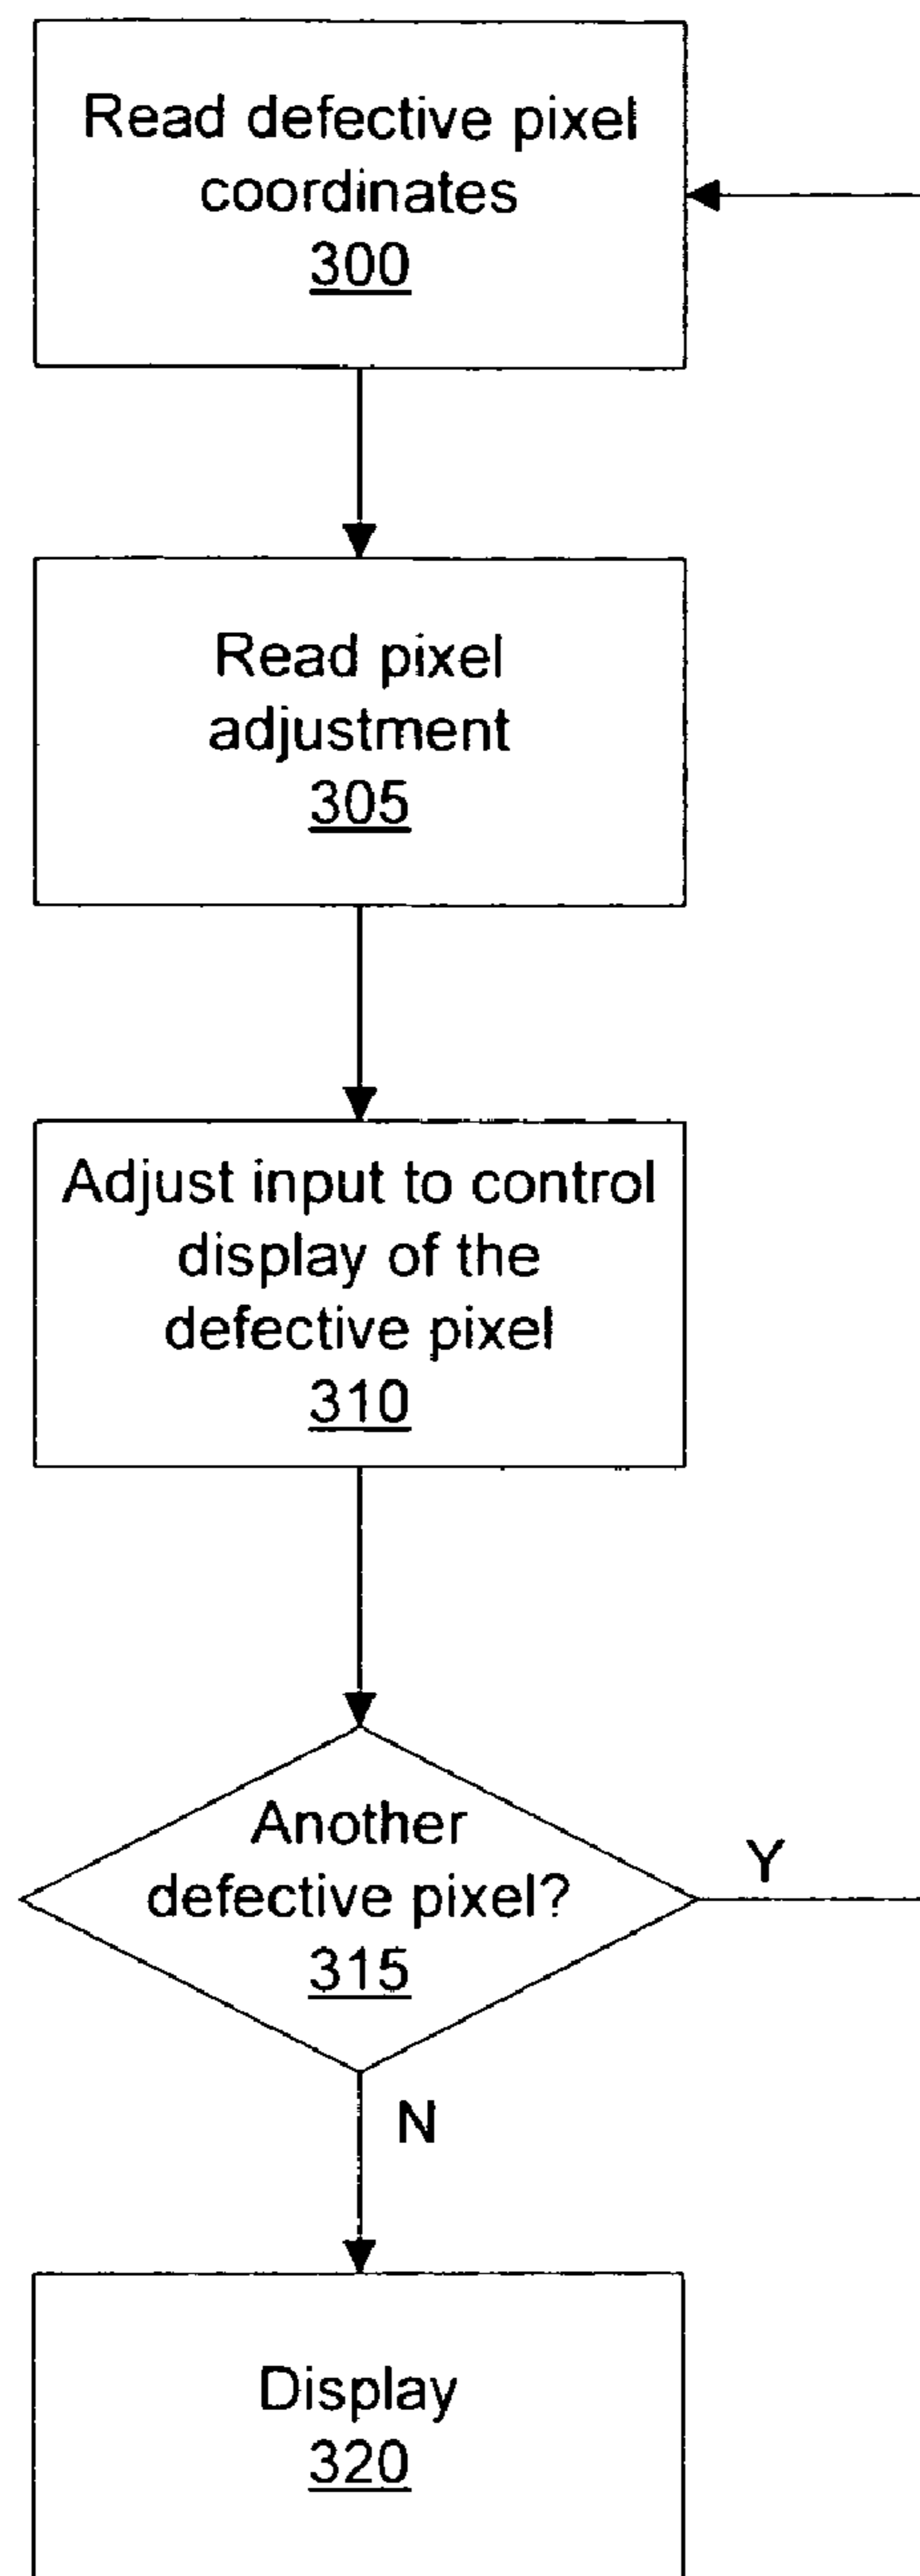 Read defective pixel
coordinates
300
Read pixel
adjustment
305
Adjust input to control
display of the
defective pixel
310
Another
defective pixel?
315
Y
N
Display
320